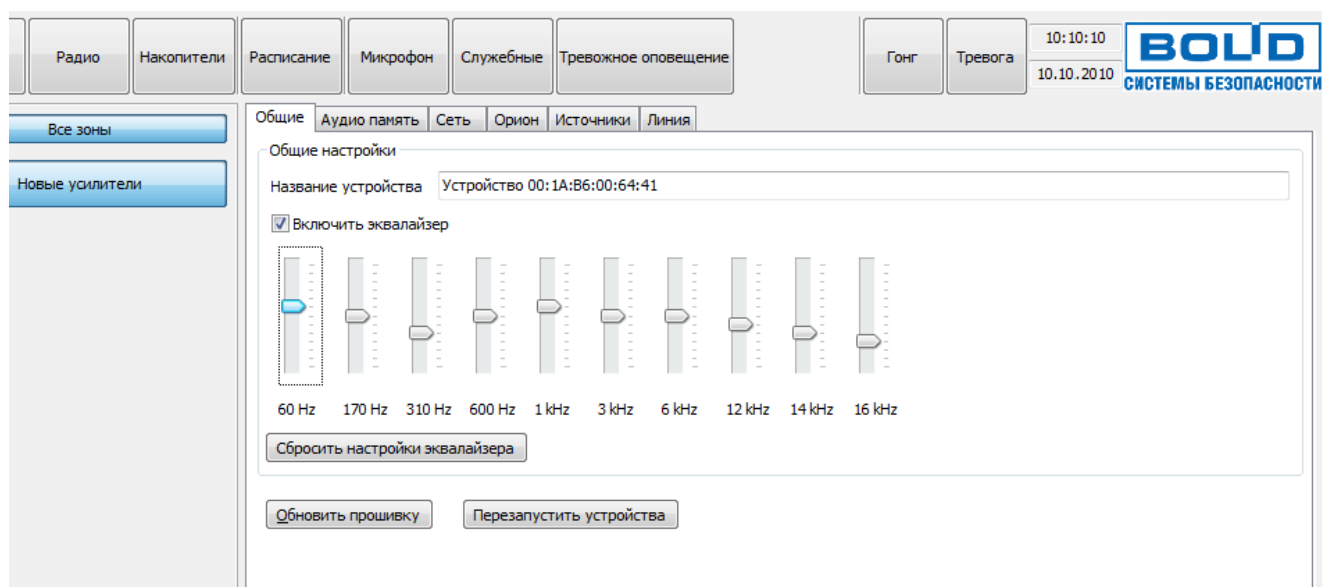 Радио Накопители Расписание Микрофон Служебные Тревожное оповещение Гонг Тревога 10:10:10
10.10.2010
BOLID
СИСТЕМЫ БЕЗОПАСНОСТИ
Все зоны
Новые усилители
Общие Аудио память Сеть Орион Источники Линия
Общие настройки
Название устройства Устройство 00:1A:B6:00:64:41
Включить эквалайзер
60 Hz 170 Hz 310 Hz 600 Hz 1 kHz 3 kHz 6 kHz 12 kHz 14 kHz 16 kHz
Сбросить настройки эквалайзера
Обновить прошивку Перезапустить устройства